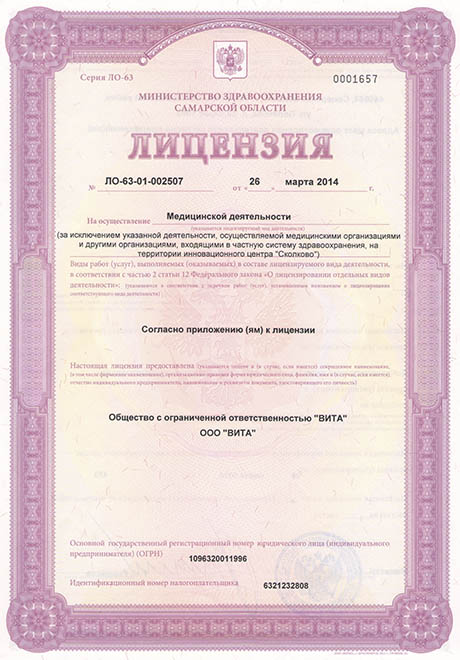 Серия ЛО-63
0001657
МИНИСТЕРСТВО ЗДРАВООХРАНЕНИЯ
САМАРСКОЙ ОБЛАСТИ
ЛИЦЕНЗИЯ
№ ЛО-63-01-002507 от « 26 » марта 2014 г.
На осуществление Медицинской деятельности
(указывается лицензируемый вид деятельности)
(за исключением указанной деятельности, осуществляемой медицинскими организациями
и другими организациями, входящими в частную систему здравоохранения, на
территории инновационного центра "Сколково")
Виды работ (услуг), выполняемых (оказываемых) в составе лицензируемого вида деятельности,
в соответствии с частью 2 статьи 12 Федерального закона «О лицензировании отдельных видов
деятельности»: (указываются в соответствии с перечнем работ (услуг), установленным положением о лицензировании
соответствующего вида деятельности)
Согласно приложению (ям) к лицензии
Настоящая лицензия предоставлена (указывается полное и (в случае, если имеется) сокращенное наименование,
(в том числе фирменное наименование), организационно-правовая форма юридического лица, фамилия, имя и (в случае, если имеется)
отчество индивидуального предпринимателя, наименование и реквизиты документа, удостоверяющего его личность)
Общество с ограниченной ответственностью "ВИТА"
ООО "ВИТА"
Основной государственный регистрационный номер юридического лица (индивидуального
предпринимателя) (ОГРН)
1096320011996
Идентификационный номер налогоплательщика 6321232808